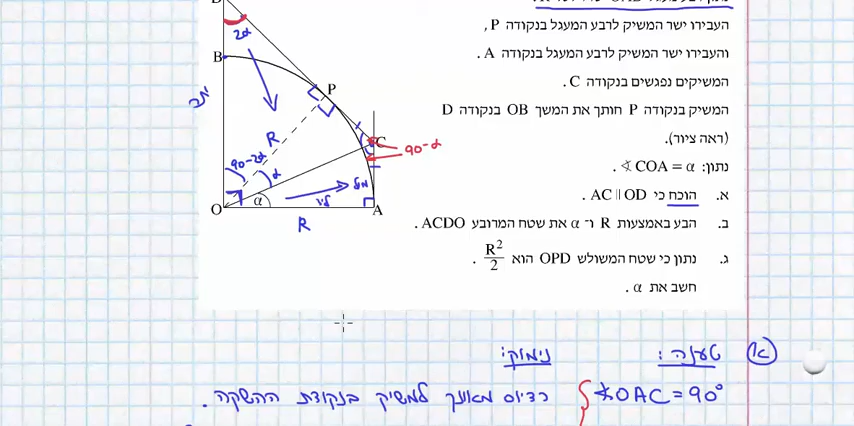 העבירו ישר המשיק לרבע המעגל בנקודה P,
והעבירו ישר המשיק לרבע המעגל בנקודה A.
המשיקים נפגשים בנקודה C.
המשיק בנקודה P חותך את המשך OB בנקודה D
(ראה ציור).
נתון: ∢COA = α.
א. הוכח כי AC || OD.
ב. הבע באמצעות R ו־ α את שטח המרובע ACDO.
ג. נתון כי שטח המשולש OPD הוא R²/2.
חשב את α.
2α
B
P
R
C
90-α
90-2α
α
O
α
A
R
א
טענה:
נימוק:
∢OAC = 90°
רדיוס מאונך למשיק בנקודת ההשקה.